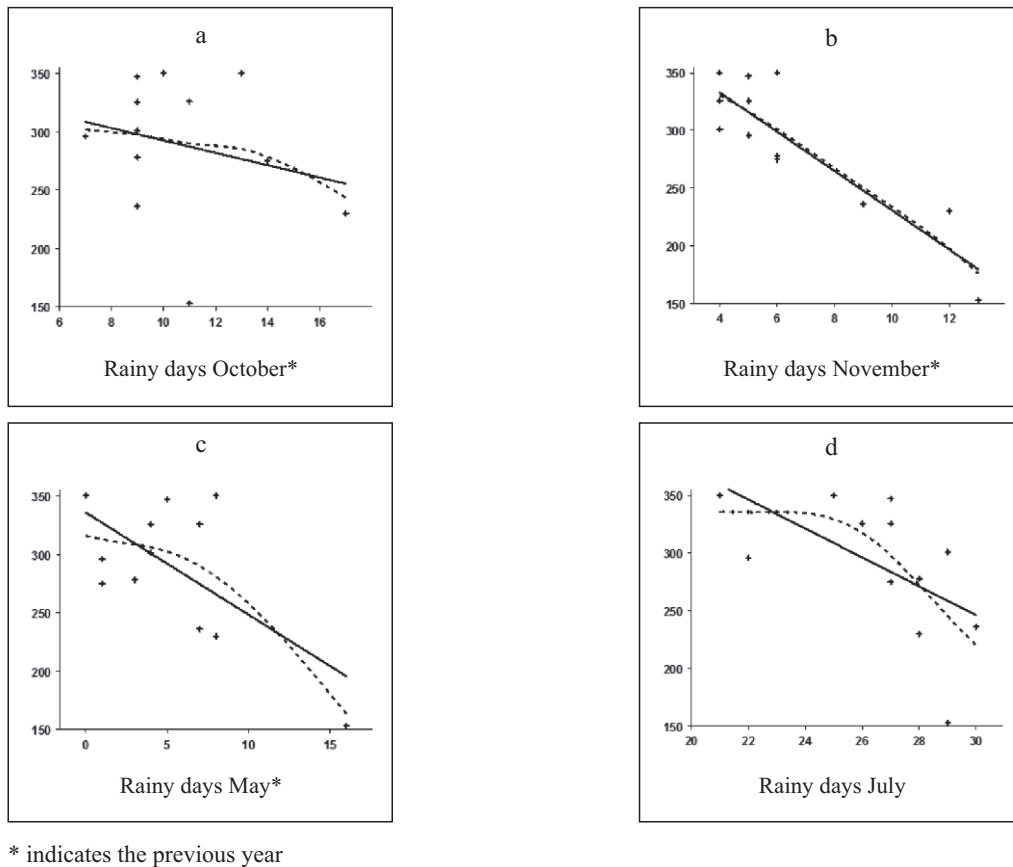 a
350
300
250
200
150
6 8 10 12 14 16
Rainy days October*
b
350
300
250
200
150
4 6 8 10 12
Rainy days November*
c
350
300
250
200
150
0 5 10 15
Rainy days May*
d
350
300
250
200
150
20 22 24 26 28 30
Rainy days July
* indicates the previous year